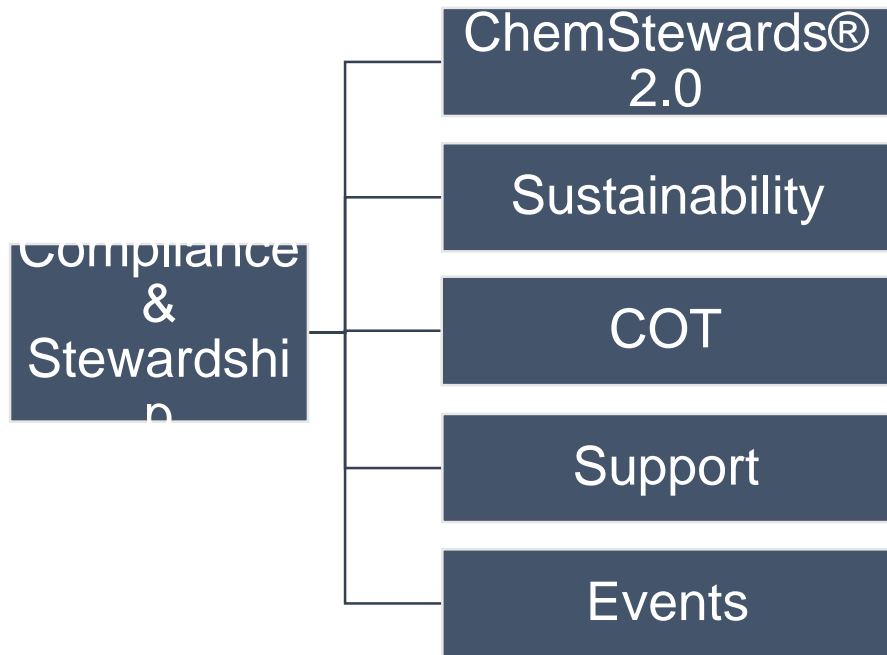 ChemStewards®
2.0
Sustainability
Compliance
&
Stewardshi
p
COT
Support
Events